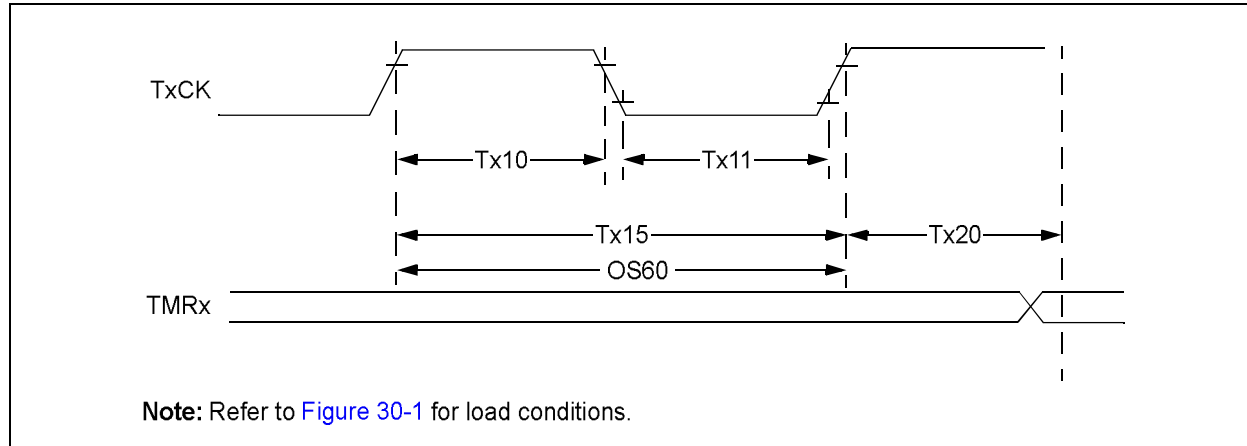 TxCK
Tx10
Tx11
Tx15
Tx20
OS60
TMRx
Note: Refer to Figure 30-1 for load conditions.